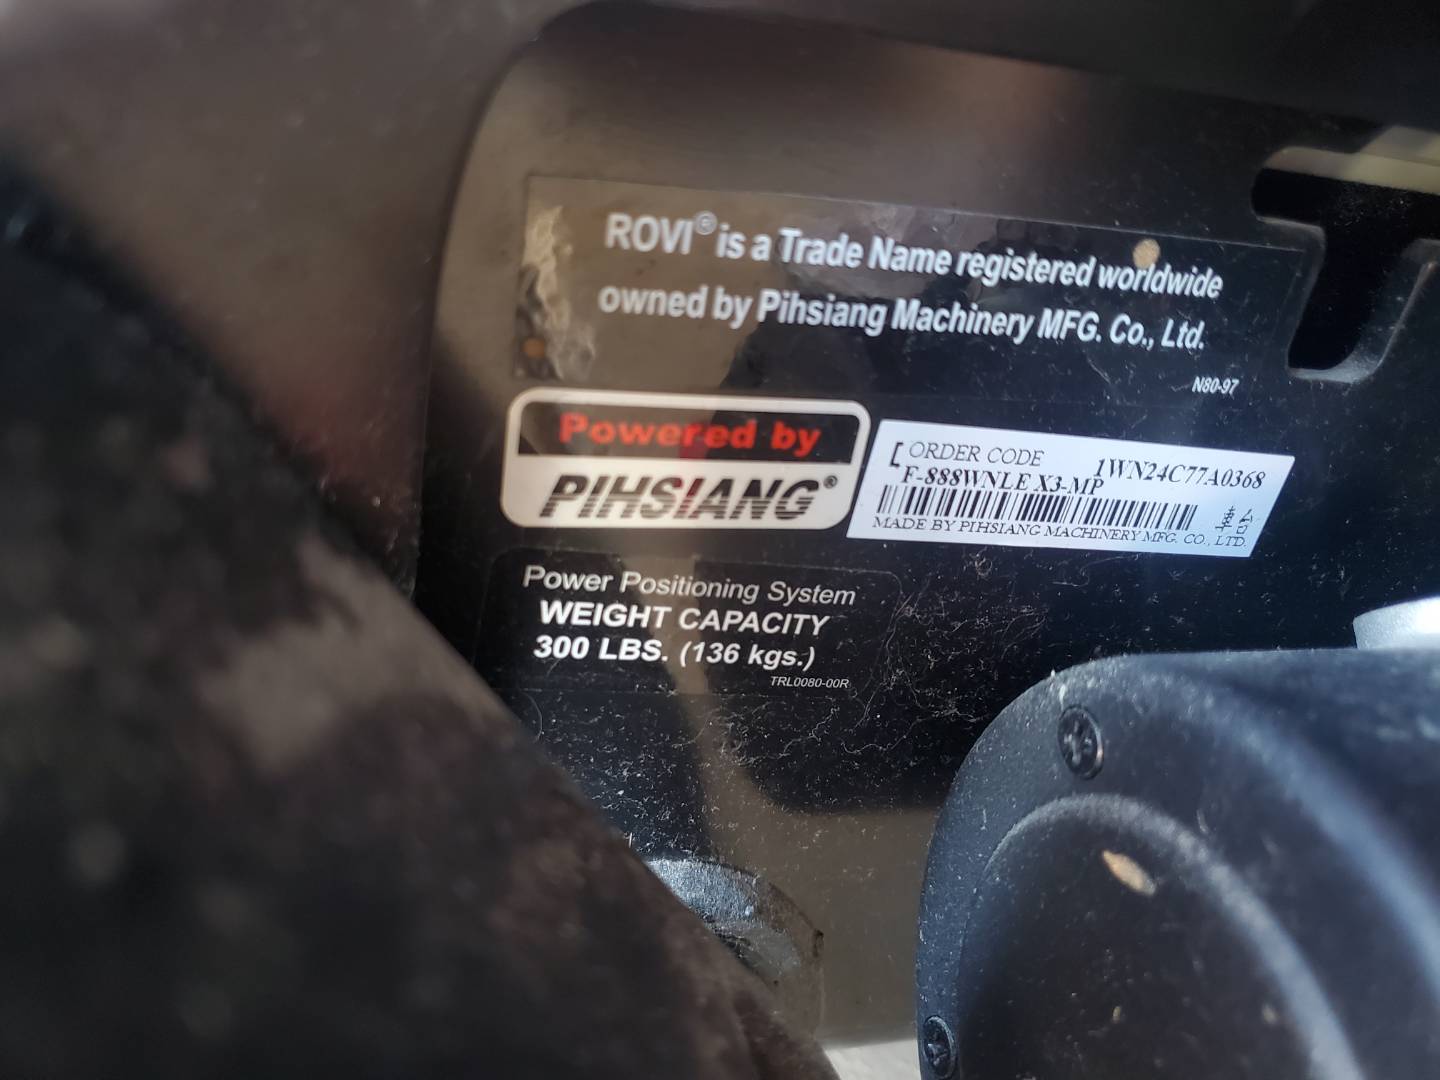 ROVI® is a Trade Name registered worldwide
owned by Pihsiang Machinery MFG. Co., Ltd.
N80-97
Powered by
PIHSIANG®
ORDER CODE 1WN24C77A0368
F-888WNLE X3-MP
MADE BY PIHSIANG MACHINERY MFG. CO., LTD.
Power Positioning System
WEIGHT CAPACITY
300 LBS. (136 kgs.)
TRL0080-00R